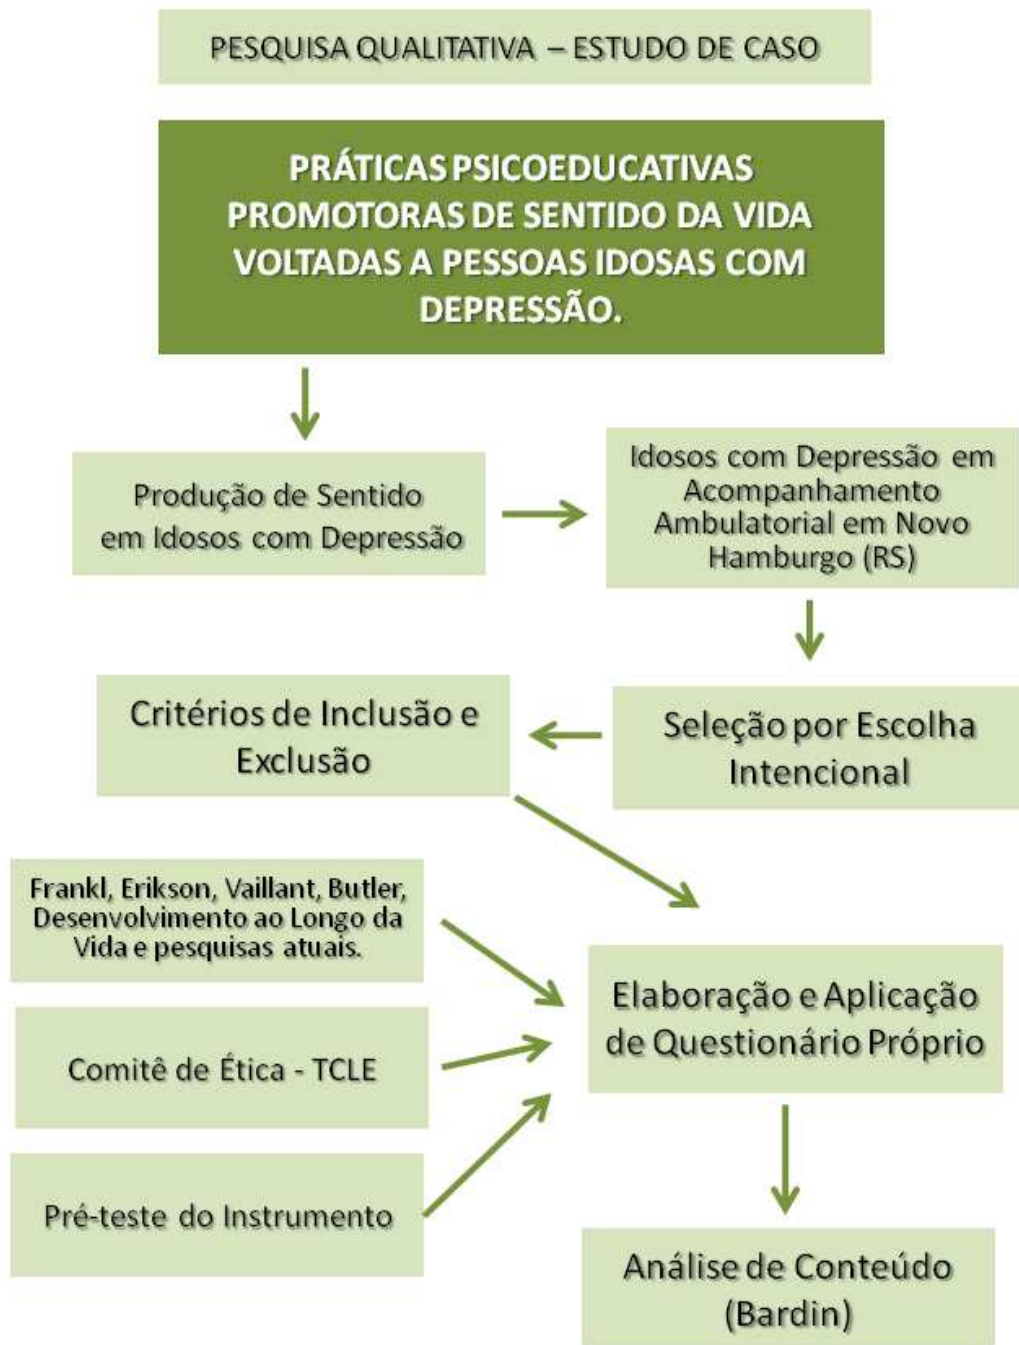 PESQUISA QUALITATIVA – ESTUDO DE CASO
PRÁTICAS PSICOEDUCATIVAS
PROMOTORAS DE SENTIDO DA VIDA
VOLTADAS A PESSOAS IDOSAS COM
DEPRESSÃO.
Produção de Sentido
em Idosos com Depressão
Idosos com Depressão em
Acompanhamento
Ambulatorial em Novo
Hamburgo (RS)
Critérios de Inclusão e
Exclusão
Seleção por Escolha
Intencional
Frankl, Erikson, Vaillant, Butler,
Desenvolvimento ao Longo da
Vida e pesquisas atuais.
Elaboração e Aplicação
de Questionário Próprio
Comitê de Ética - TCLE
Pré-teste do Instrumento
Análise de Conteúdo
(Bardin)